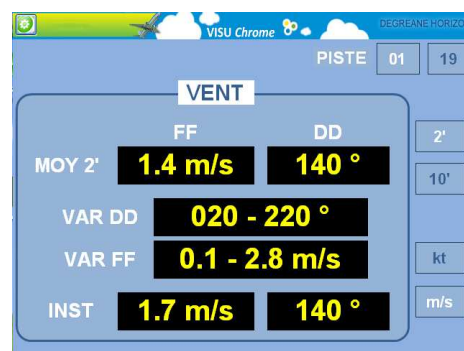 VISU Chrome
DEGREANE HORIZO
PISTE 01 19
VENT
FF DD
2'
MOY 2' 1.4 m/s 140 °
10'
VAR DD 020 - 220 °
VAR FF 0.1 - 2.8 m/s
kt
INST 1.7 m/s 140 °
m/s